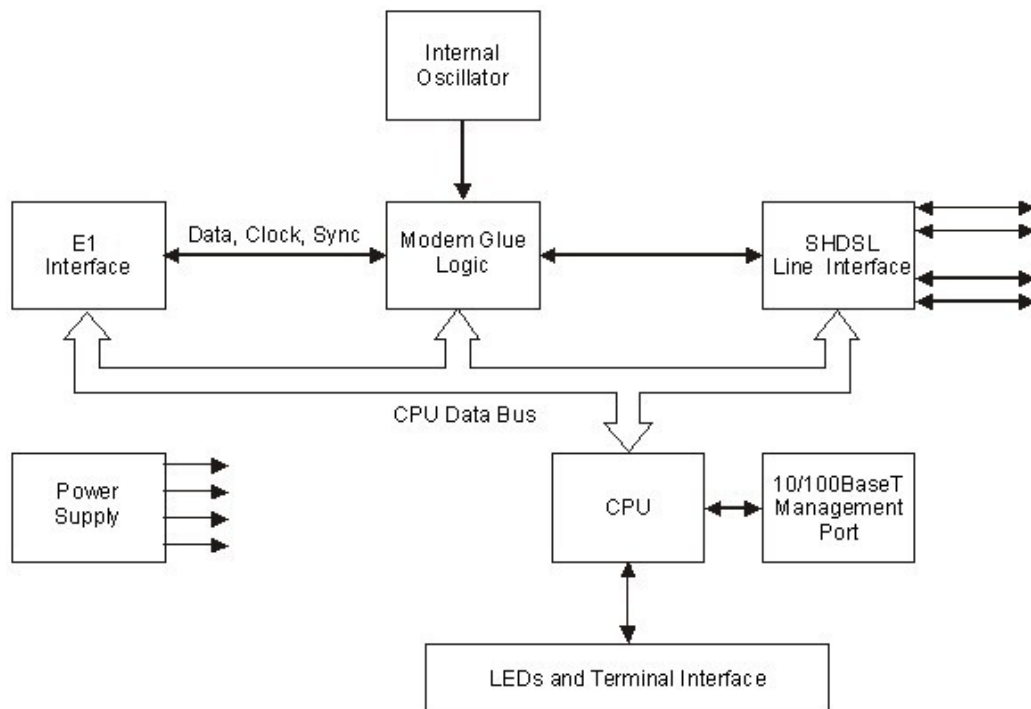 Internal
Oscillator
E1
Interface
Data, Clock, Sync
Modem Glue
Logic
SHDSL
Line Interface
CPU Data Bus
Power
Supply
CPU
10/100BaseT
Management
Port
LEDs and Terminal Interface